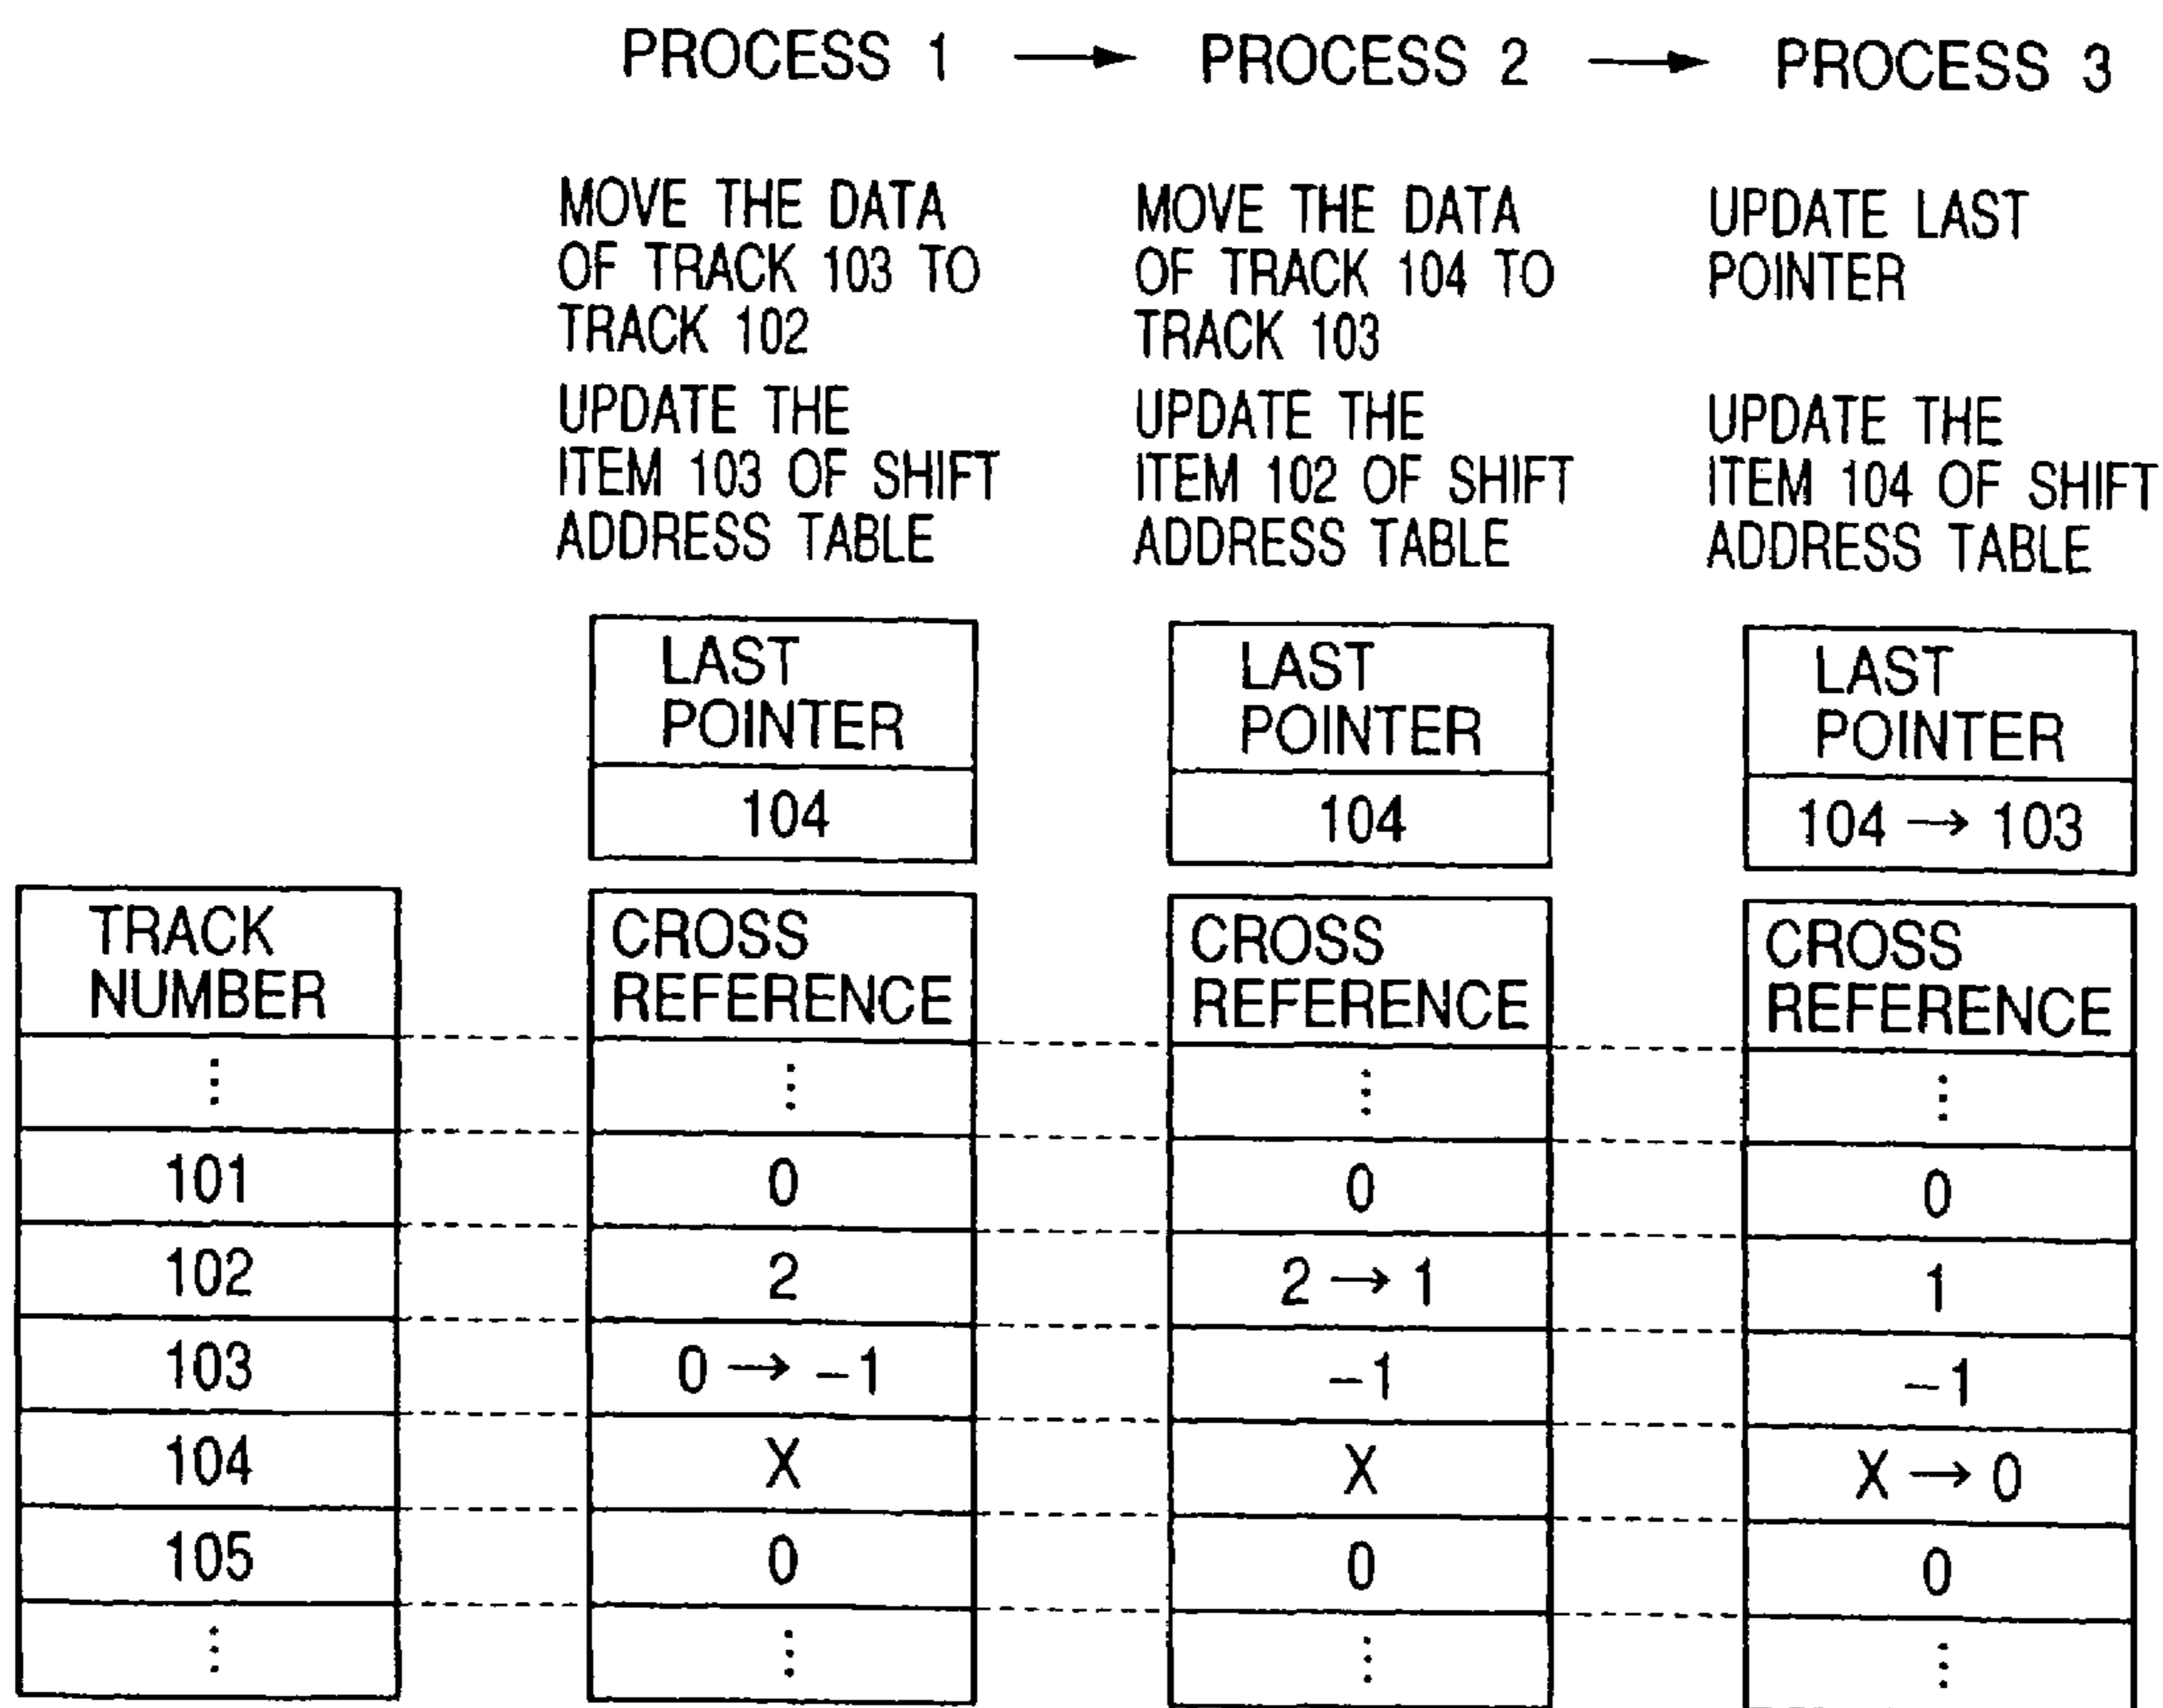 PROCESS 1 → PROCESS 2 → PROCESS 3
MOVE THE DATA
OF TRACK 103 TO
TRACK 102
UPDATE THE
ITEM 103 OF SHIFT
ADDRESS TABLE
MOVE THE DATA
OF TRACK 104 TO
TRACK 103
UPDATE THE
ITEM 102 OF SHIFT
ADDRESS TABLE
UPDATE LAST
POINTER
UPDATE THE
ITEM 104 OF SHIFT
ADDRESS TABLE
LAST
POINTER
104
LAST
POINTER
104
LAST
POINTER
104 → 103
TRACK
NUMBER
⋮
101
102
103
104
105
⋮
CROSS
REFERENCE
⋮
0
2
0 → -1
X
0
⋮
CROSS
REFERENCE
⋮
0
2 → 1
-1
X
0
⋮
CROSS
REFERENCE
⋮
0
1
-1
X → 0
0
⋮